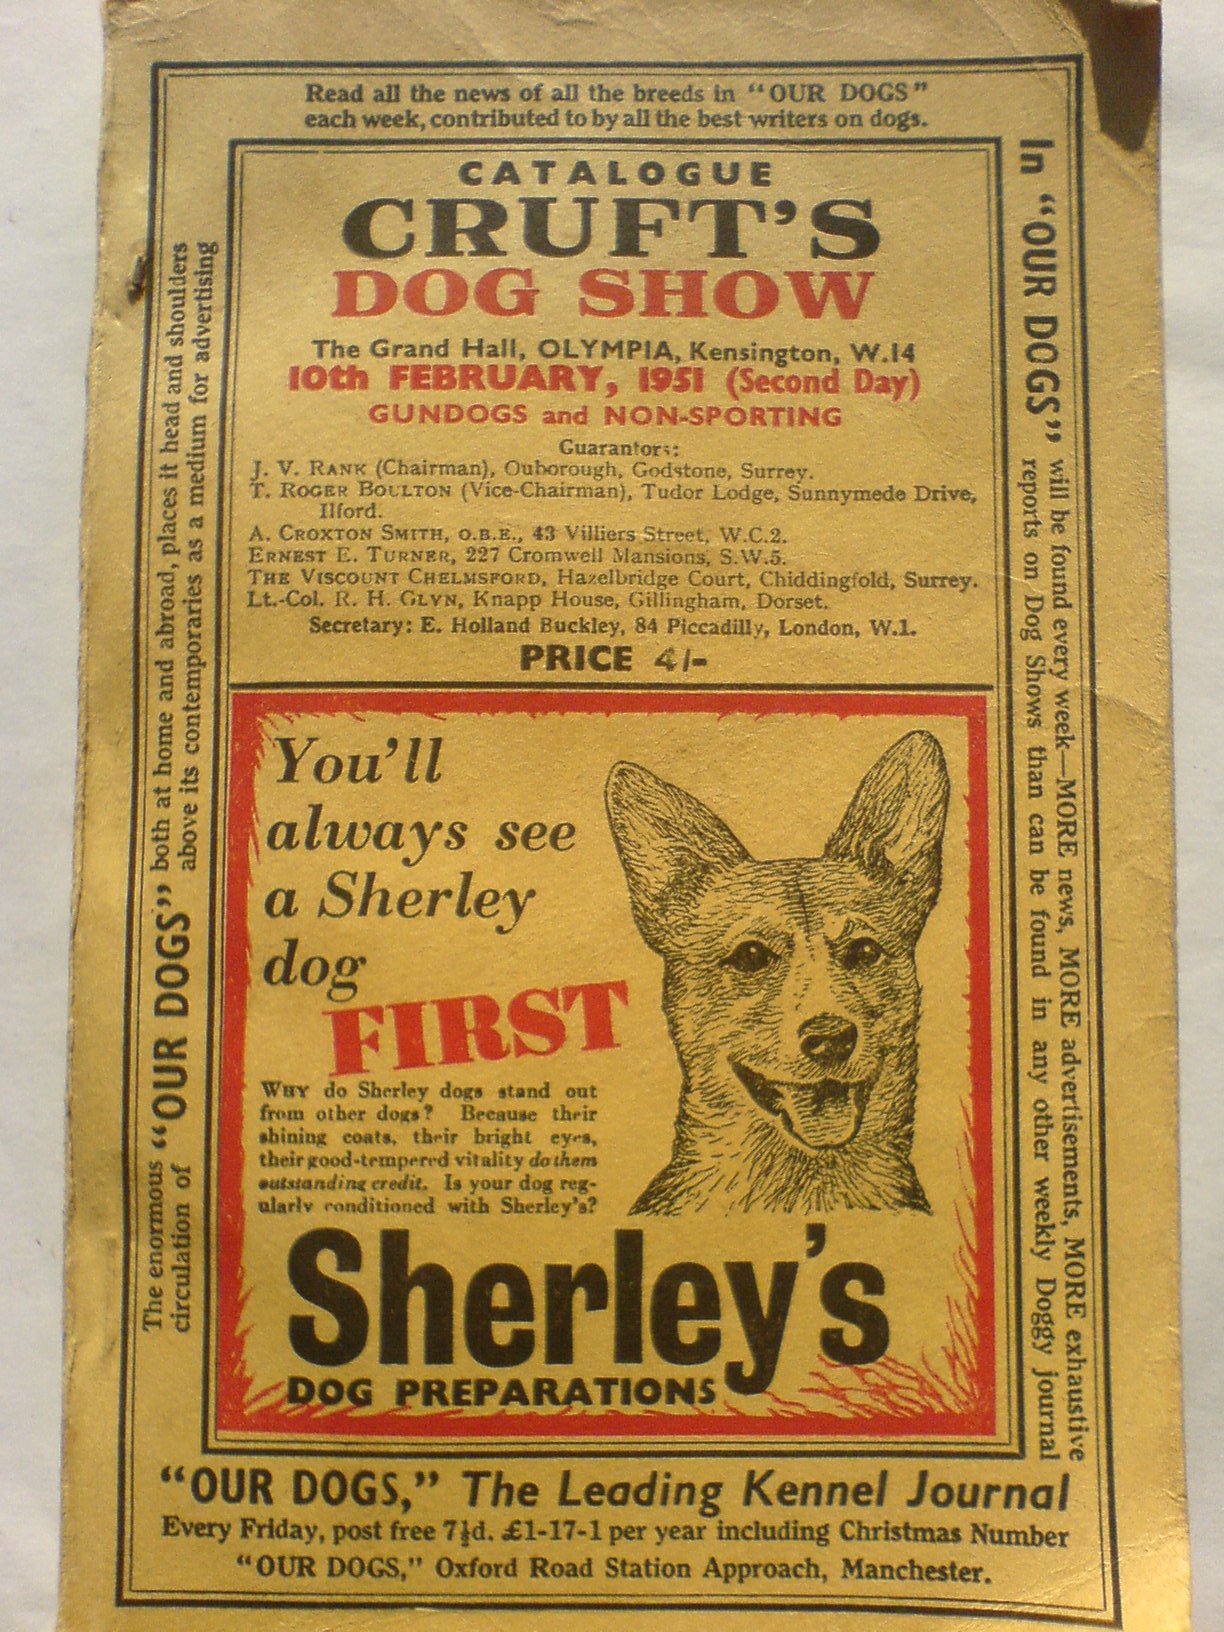 Read all the news of all the breeds in "OUR DOGS"
each week, contributed to by all the best writers on dogs.
CATALOGUE
CRUFT'S
DOG SHOW
The Grand Hall, OLYMPIA, Kensington, W.14
10th FEBRUARY, 1951 (Second Day)
GUNDOGS and NON-SPORTING
Guarantors:
J. V. RANK (Chairman), Ouborough, Godstone, Surrey.
T. ROGER BOULTON (Vice-Chairman), Tudor Lodge, Sunnymede Drive,
Ilford.
A. CROXTON SMITH, O.B.E., 43 Villiers Street, W.C.2.
ERNEST E. TURNER, 227 Cromwell Mansions, S.W.5.
THE VISCOUNT CHELMSFORD, Hazelbridge Court, Chiddingfold, Surrey.
Lt.-Col. R. H. GLYN, Knapp House, Gillingham, Dorset.
Secretary: E. Holland Buckley, 84 Piccadilly, London, W.1.
PRICE 4/-
You'll
always see
a Sherley
dog
FIRST
WHY do Sherley dogs stand out
from other dogs? Because their
shining coats, their bright eyes,
their good-tempered vitality do them
outstanding credit. Is your dog reg-
ularly conditioned with Sherley's?
Sherley's
DOG PREPARATIONS
The enormous circulation of "OUR DOGS" both at home and abroad, places it head and shoulders
above its contemporaries as a medium for advertising
In "OUR DOGS" will be found every week—MORE news, MORE advertisements, MORE exhaustive
reports on Dog Shows than can be found in any other weekly Doggy journal
"OUR DOGS," The Leading Kennel Journal
Every Friday, post free 7½d. £1-17-1 per year including Christmas Number
"OUR DOGS," Oxford Road Station Approach, Manchester.